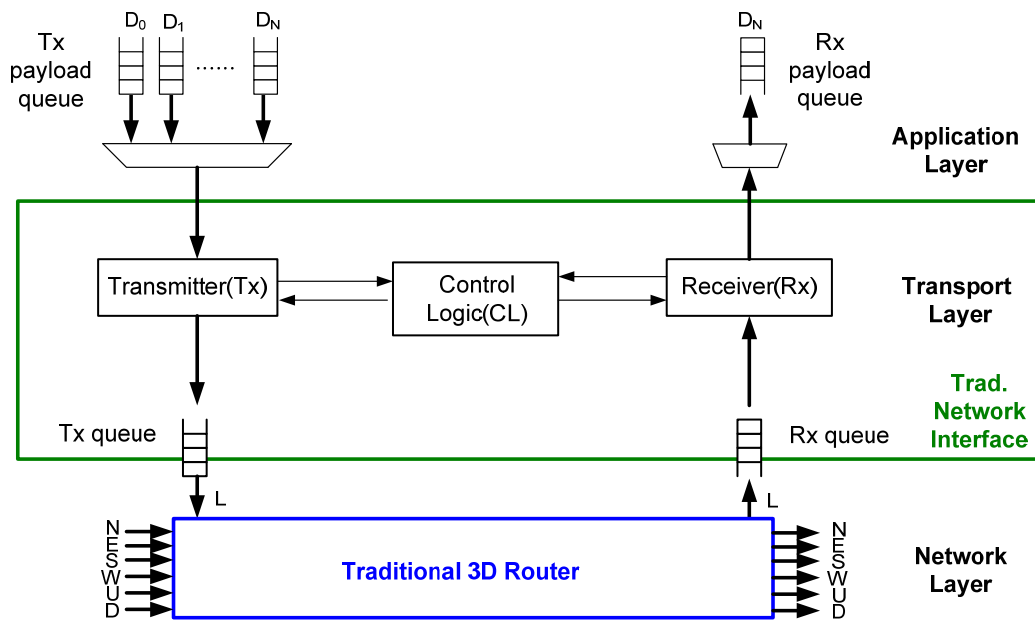 Tx
payload
queue
D0
D1
......
DN
DN
Rx
payload
queue
Application
Layer
Transmitter(Tx)
Control
Logic(CL)
Receiver(Rx)
Transport
Layer
Trad.
Network
Interface
Tx queue
Rx queue
L
L
N
E
S
W
U
D
Traditional 3D Router
N
E
S
W
U
D
Network
Layer